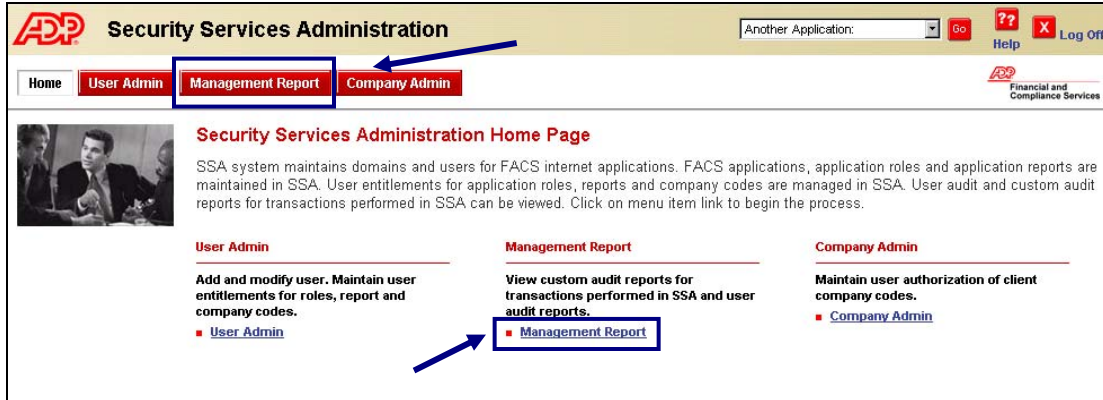 ADP Security Services Administration
Another Application:
Go
??
Help
X Log Off
Home
User Admin
Management Report
Company Admin
ADP
Financial and
Compliance Services
Security Services Administration Home Page
SSA system maintains domains and users for FACS internet applications. FACS applications, application roles and application reports are
maintained in SSA. User entitlements for application roles, reports and company codes are managed in SSA. User audit and custom audit
reports for transactions performed in SSA can be viewed. Click on menu item link to begin the process.
User Admin
Add and modify user. Maintain user
entitlements for roles, report and
company codes.
User Admin
Management Report
View custom audit reports for
transactions performed in SSA and user
audit reports.
Management Report
Company Admin
Maintain user authorization of client
company codes.
Company Admin